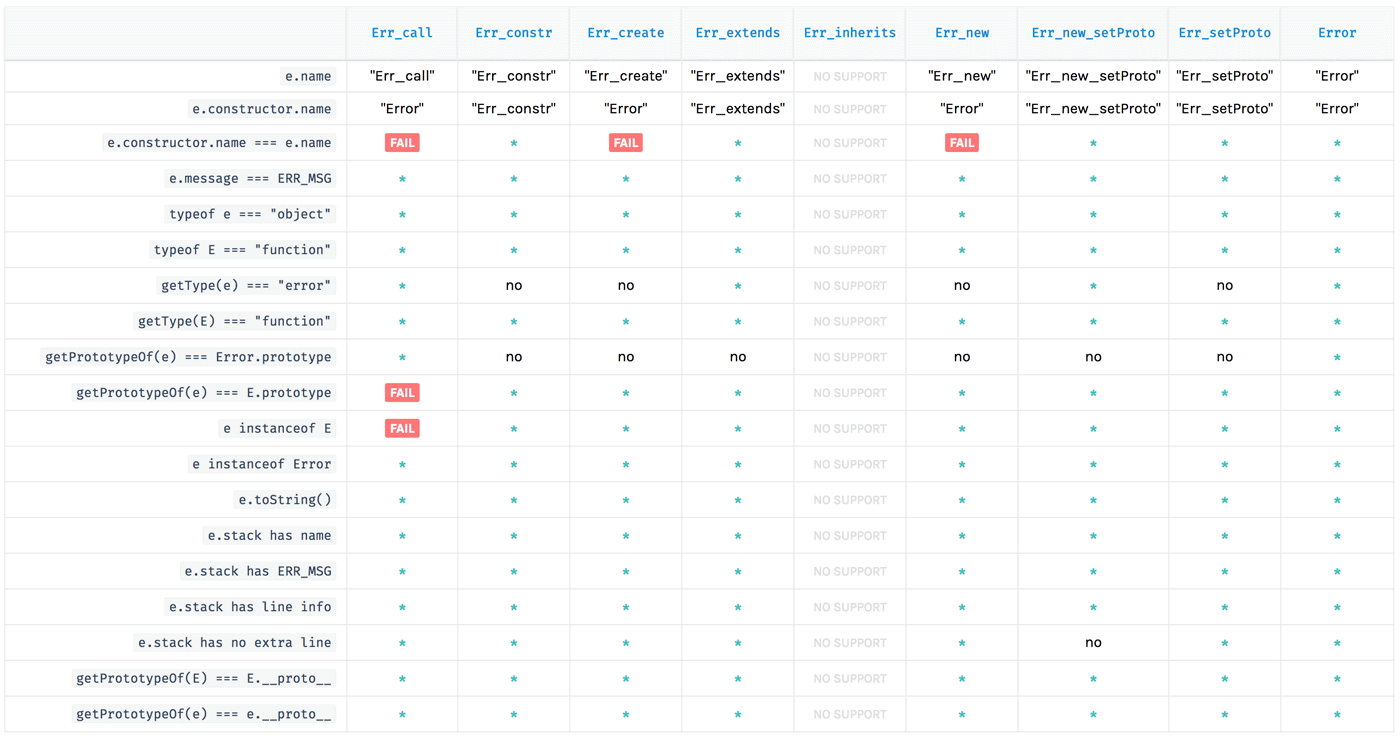 Err_call Err_constr Err_create Err_extends Err_inherits Err_new Err_new_setProto Err_setProto Error
e.name "Err_call" "Err_constr" "Err_create" "Err_extends" NO SUPPORT "Err_new" "Err_new_setProto" "Err_setProto" "Error"
e.constructor.name "Error" "Err_constr" "Error" "Err_extends" NO SUPPORT "Error" "Err_new_setProto" "Err_setProto" "Error"
e.constructor.name === e.name FAIL * FAIL * NO SUPPORT FAIL * * *
e.message === ERR_MSG * * * * NO SUPPORT * * * *
typeof e === "object" * * * * NO SUPPORT * * * *
typeof E === "function" * * * * NO SUPPORT * * * *
getType(e) === "error" * no no * NO SUPPORT no * no *
getType(E) === "function" * * * * NO SUPPORT * * * *
getPrototypeOf(e) === Error.prototype * no no no NO SUPPORT no no no *
getPrototypeOf(e) === E.prototype FAIL * * * NO SUPPORT * * * *
e instanceof E FAIL * * * NO SUPPORT * * * *
e instanceof Error * * * * NO SUPPORT * * * *
e.toString() * * * * NO SUPPORT * * * *
e.stack has name * * * * NO SUPPORT * * * *
e.stack has ERR_MSG * * * * NO SUPPORT * * * *
e.stack has line info * * * * NO SUPPORT * * * *
e.stack has no extra line * * * * NO SUPPORT * no * *
getPrototypeOf(E) === E.__proto__ * * * * NO SUPPORT * * * *
getPrototypeOf(e) === e.__proto__ * * * * NO SUPPORT * * * *